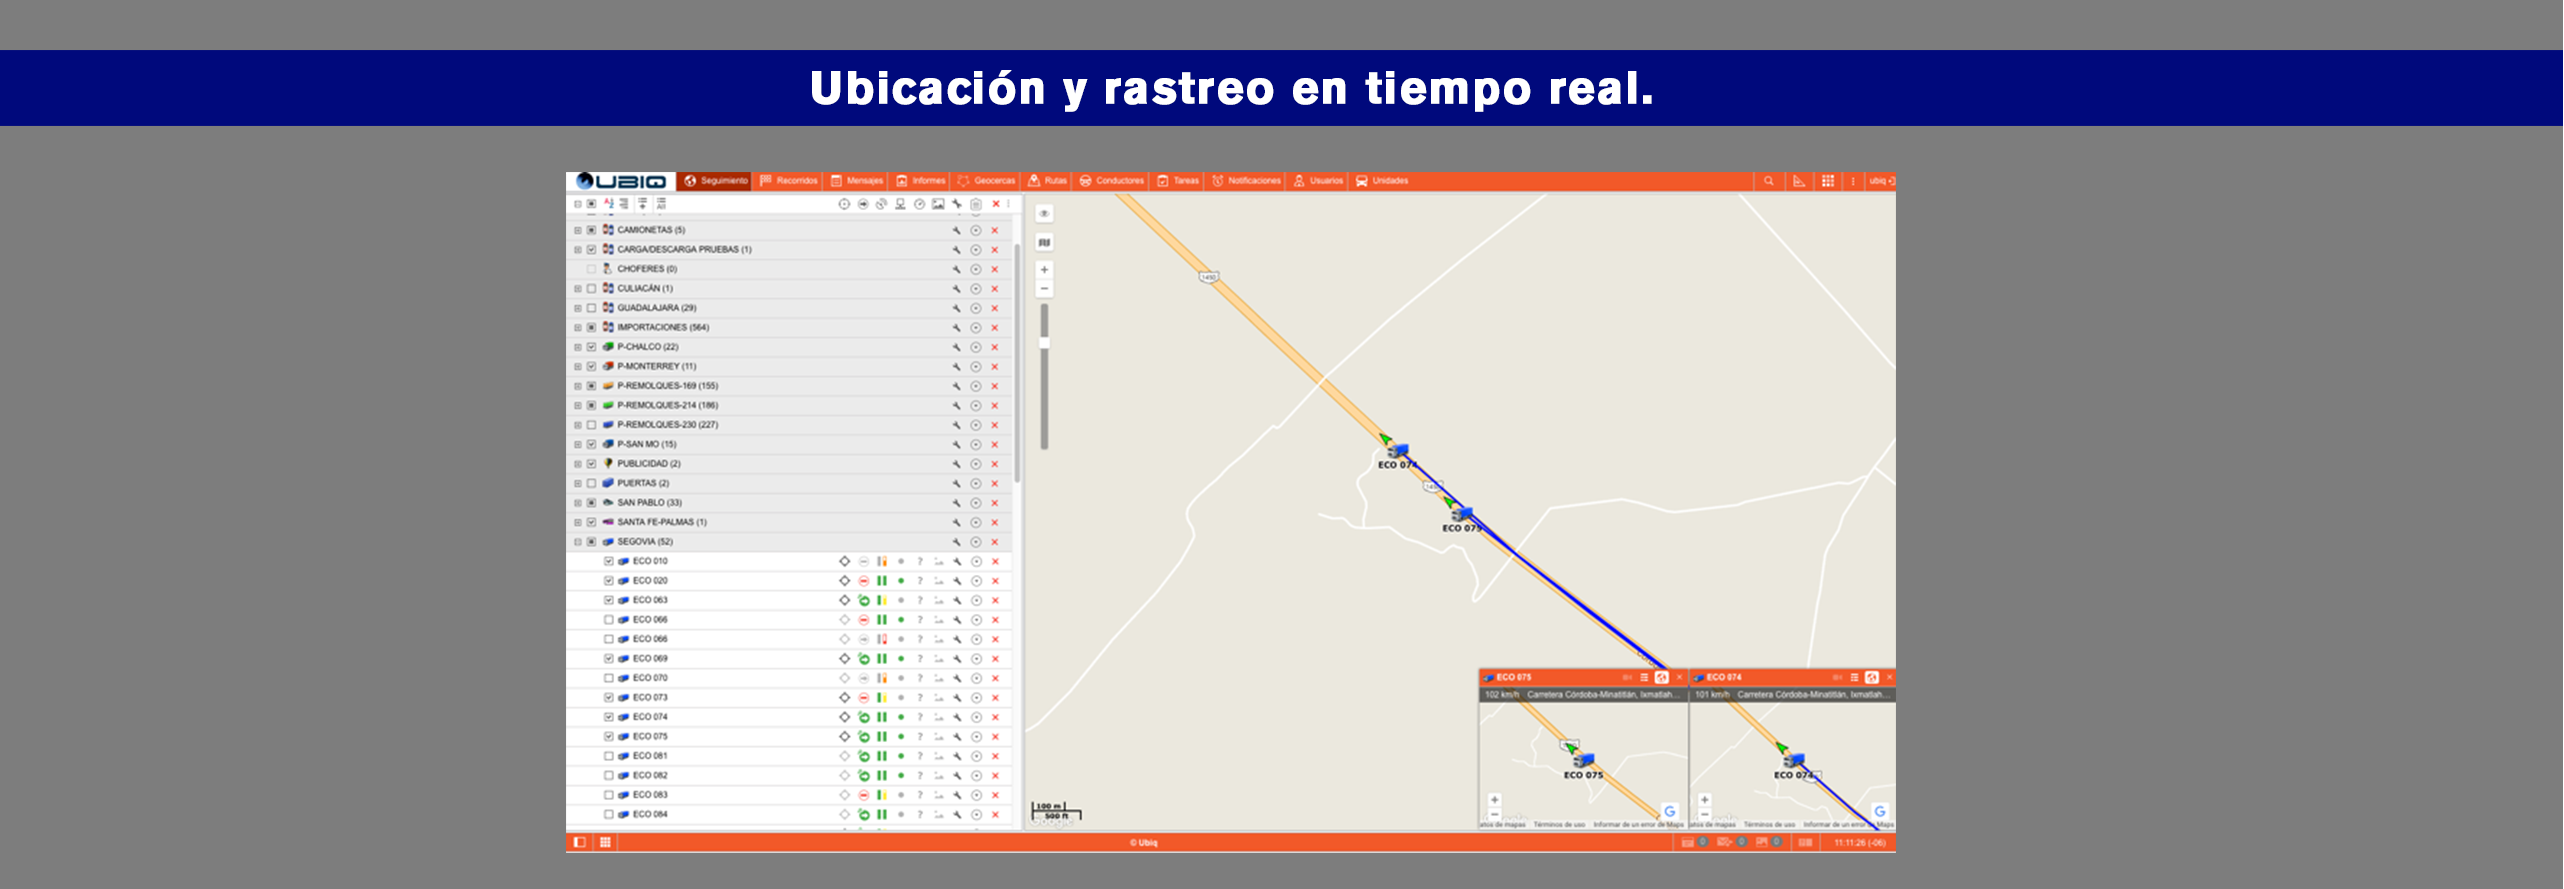 Ubicación y rastreo en tiempo real.
UBIQ Seguimiento Recorridos Mensajes Informes Geocercas Rutas Conductores Tareas Notificaciones Usuarios Unidades ubiq
CAMIONETAS (5)
CARGA/DESCARGA PRUEBAS (1)
CHOFERES (0)
CULIACÁN (1)
GUADALAJARA (29)
IMPORTACIONES (564)
P-CHALCO (22)
P-MONTERREY (11)
P-REMOLQUES-169 (155)
P-REMOLQUES-214 (186)
P-REMOLQUES-230 (227)
P-SAN MO (15)
PUBLICIDAD (2)
PUERTAS (2)
SAN PABLO (33)
SANTA FE-PALMAS (1)
SEGOVIA (52)
ECO 010
ECO 020
ECO 063
ECO 066
ECO 066
ECO 069
ECO 070
ECO 073
ECO 074
ECO 075
ECO 081
ECO 082
ECO 083
ECO 084
ECO 074
ECO 075
100 m
500 ft
Google
ECO 075
102 km/h Carretera Córdoba-Minatitlán, Ixmatlah...
ECO 075
Términos de uso Informar de un error de Maps
ECO 074
101 km/h Carretera Córdoba-Minatitlán, Ixmatlah...
ECO 074
Términos de uso Informar de un error de Maps
© Ubiq
0 0 0 11:11:26 (-06)